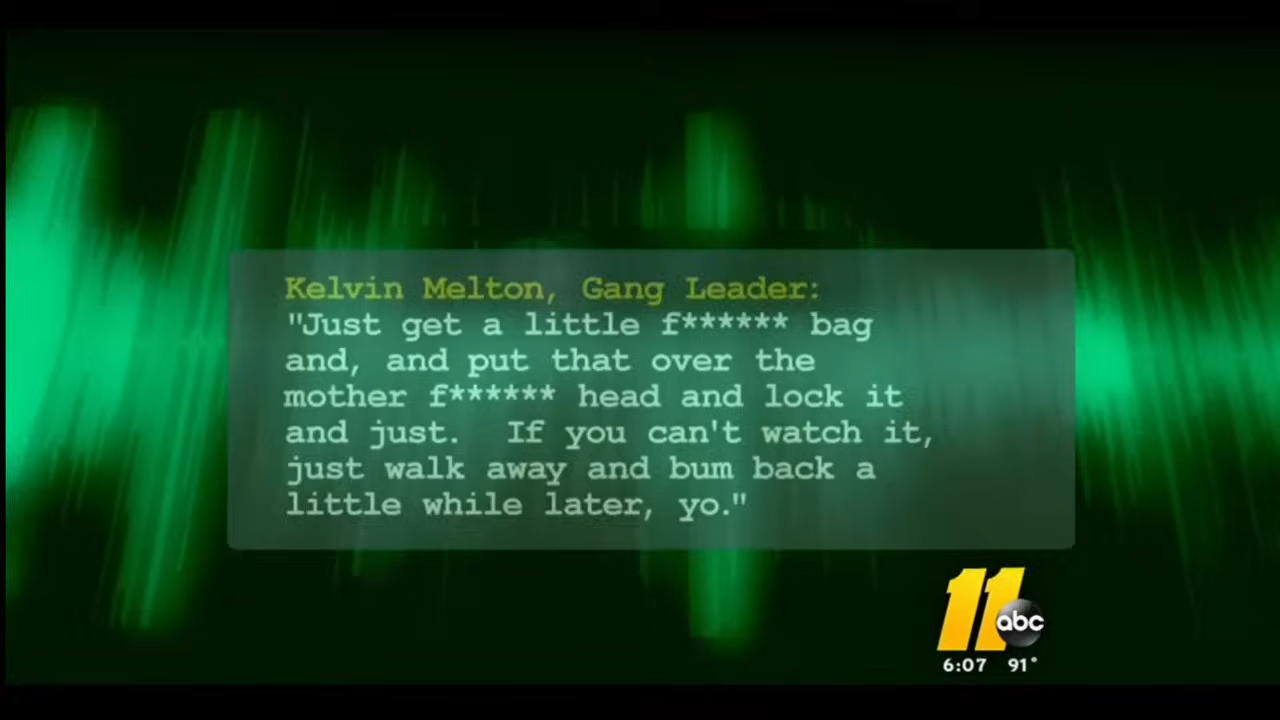 Kelvin Melton, Gang Leader:
"Just get a little f****** bag
and, and put that over the
mother f****** head and lock it
and just.  If you can't watch it,
just walk away and bum back a
little while later, yo."
11
abc
6:07 91°